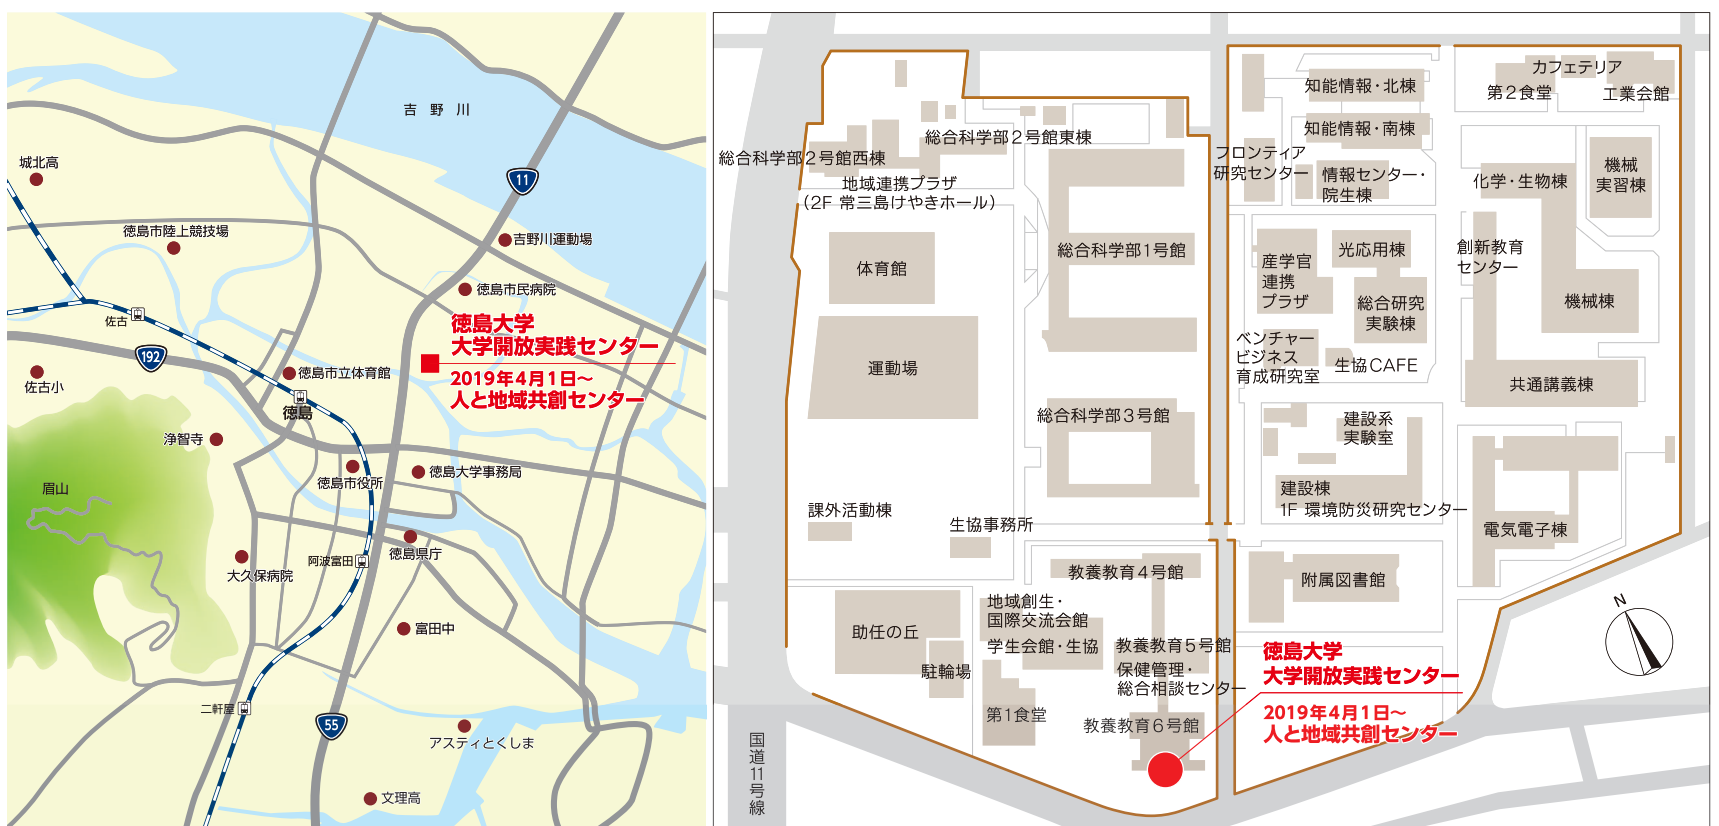 吉野川
城北高
11
徳島市陸上競技場
吉野川運動場
徳島市民病院
佐古
徳島大学
大学開放実践センター
192
2019年4月1日～
人と地域共創センター
徳島市立体育館
佐古小
徳島
浄智寺
徳島大学事務局
徳島市役所
眉山
徳島県庁
阿波富田
大久保病院
富田中
二軒屋
55
アスティとくしま
文理高
総合科学部2号館東棟
総合科学部2号館西棟
地域連携プラザ
（2F 常三島けやきホール）
体育館
総合科学部1号館
運動場
総合科学部3号館
課外活動棟
生協事務所
教養教育4号館
地域創生・
国際交流会館
助任の丘
学生会館・生協
教養教育5号館
駐輪場
保健管理・
総合相談センター
第1食堂
教養教育6号館
国道11号線
知能情報・北棟
カフェテリア
第2食堂
工業会館
知能情報・南棟
フロンティア
研究センター
情報センター・
院生棟
化学・生物棟
機械
実習棟
産学官
連携
プラザ
光応用棟
創新教育
センター
総合研究
実験棟
機械棟
ベンチャー
ビジネス
育成研究室
生協CAFE
共通講義棟
建設系
実験室
建設棟
1F 環境防災研究センター
電気電子棟
附属図書館
N
徳島大学
大学開放実践センター
2019年4月1日～
人と地域共創センター